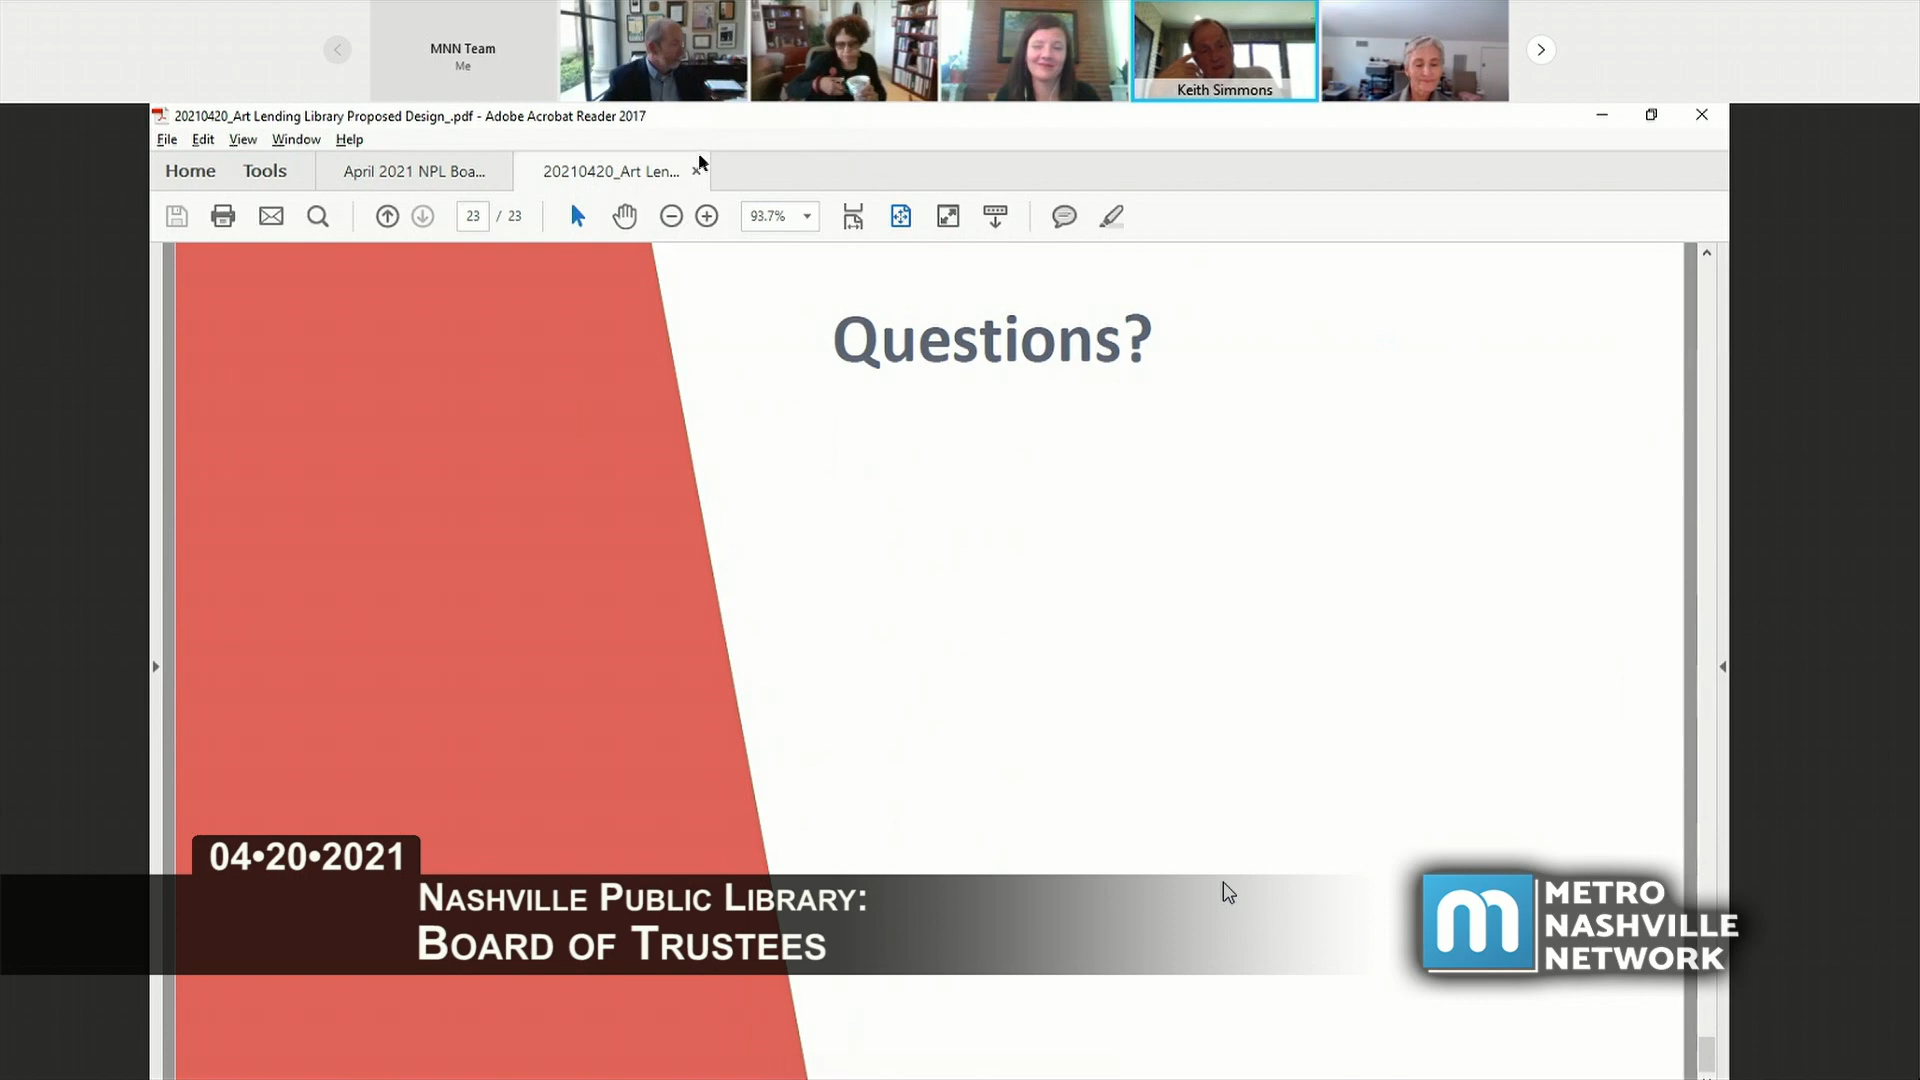 MNN Team
Me
Keith Simmons
20210420_Art Lending Library Proposed Design_.pdf - Adobe Acrobat Reader 2017
File Edit View Window Help
Home Tools April 2021 NPL Boa... 20210420_Art Len...
23 / 23 93.7%
Questions?
04•20•2021
Nashville Public Library:
Board of Trustees
METRO
NASHVILLE
NETWORK